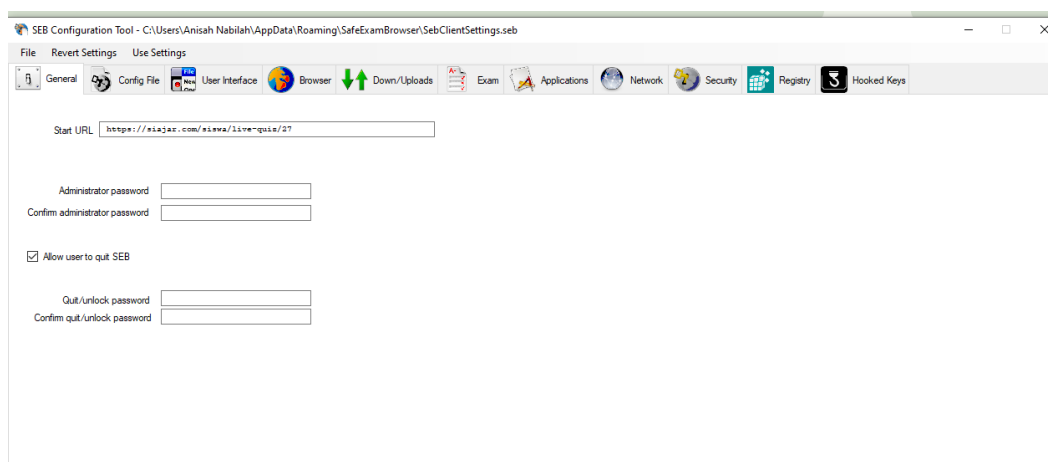 SEB Configuration Tool - C:\Users\Anisah Nabilah\AppData\Roaming\SafeExamBrowser\SebClientSettings.seb
File Revert Settings Use Settings
General Config File User Interface Browser Down/Uploads Exam Applications Network Security Registry Hooked Keys
Start URL https://siajar.com/siswa/live-quiz/27
Administrator password
Confirm administrator password
Allow user to quit SEB
Quit/unlock password
Confirm quit/unlock password